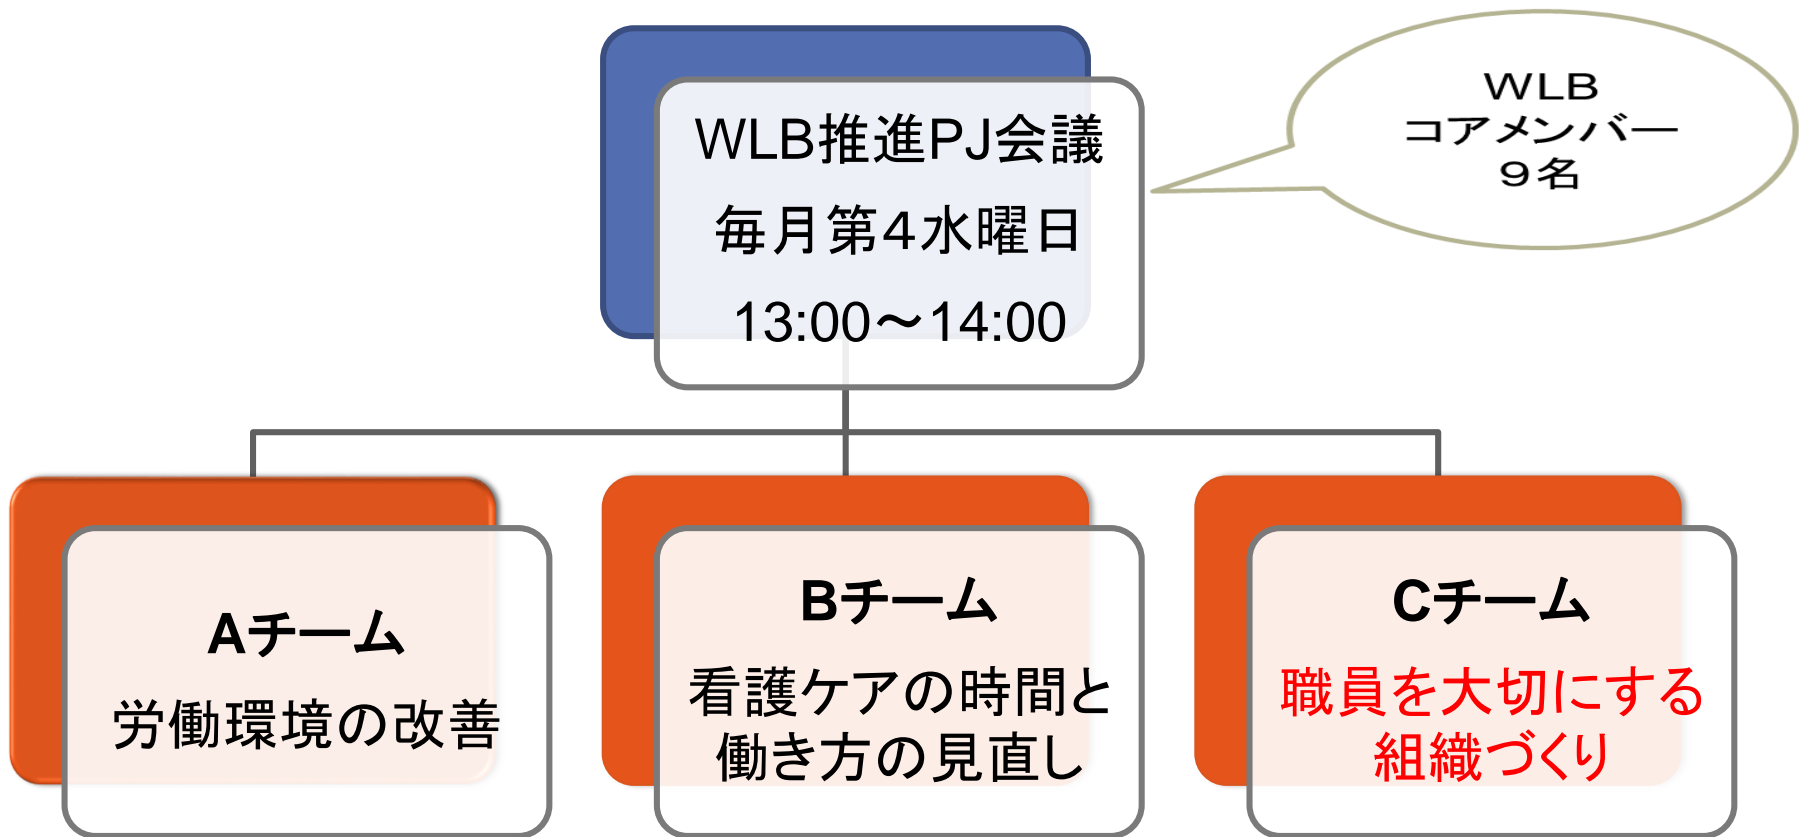 WLB推進PJ会議
毎月第４水曜日
13:00～14:00
WLB
コアメンバー
９名
Aチーム
労働環境の改善
Bチーム
看護ケアの時間と
働き方の見直し
Cチーム
職員を大切にする
組織づくり